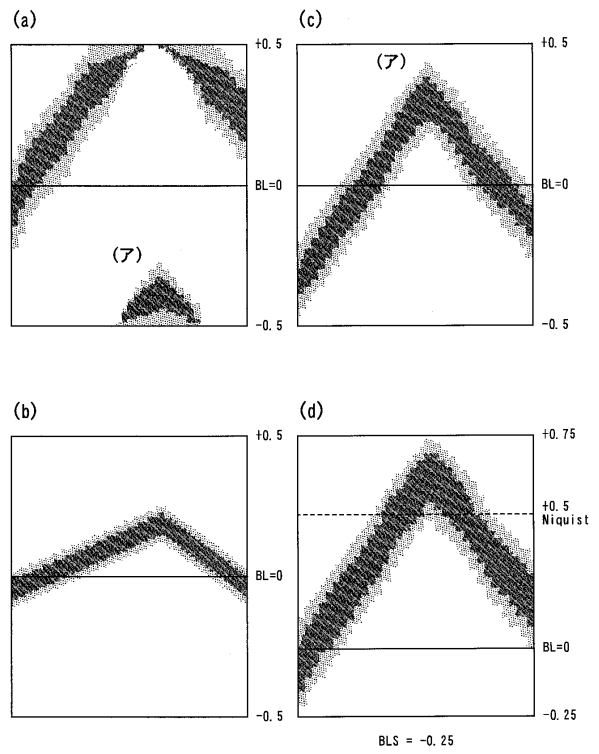 (a)
+0.5
(ア)
BL=0
-0.5
(c)
+0.5
(ア)
BL=0
-0.5
(b)
+0.5
BL=0
-0.5
(d)
+0.75
+0.5
Niquist
BL=0
-0.25
BLS = -0.25